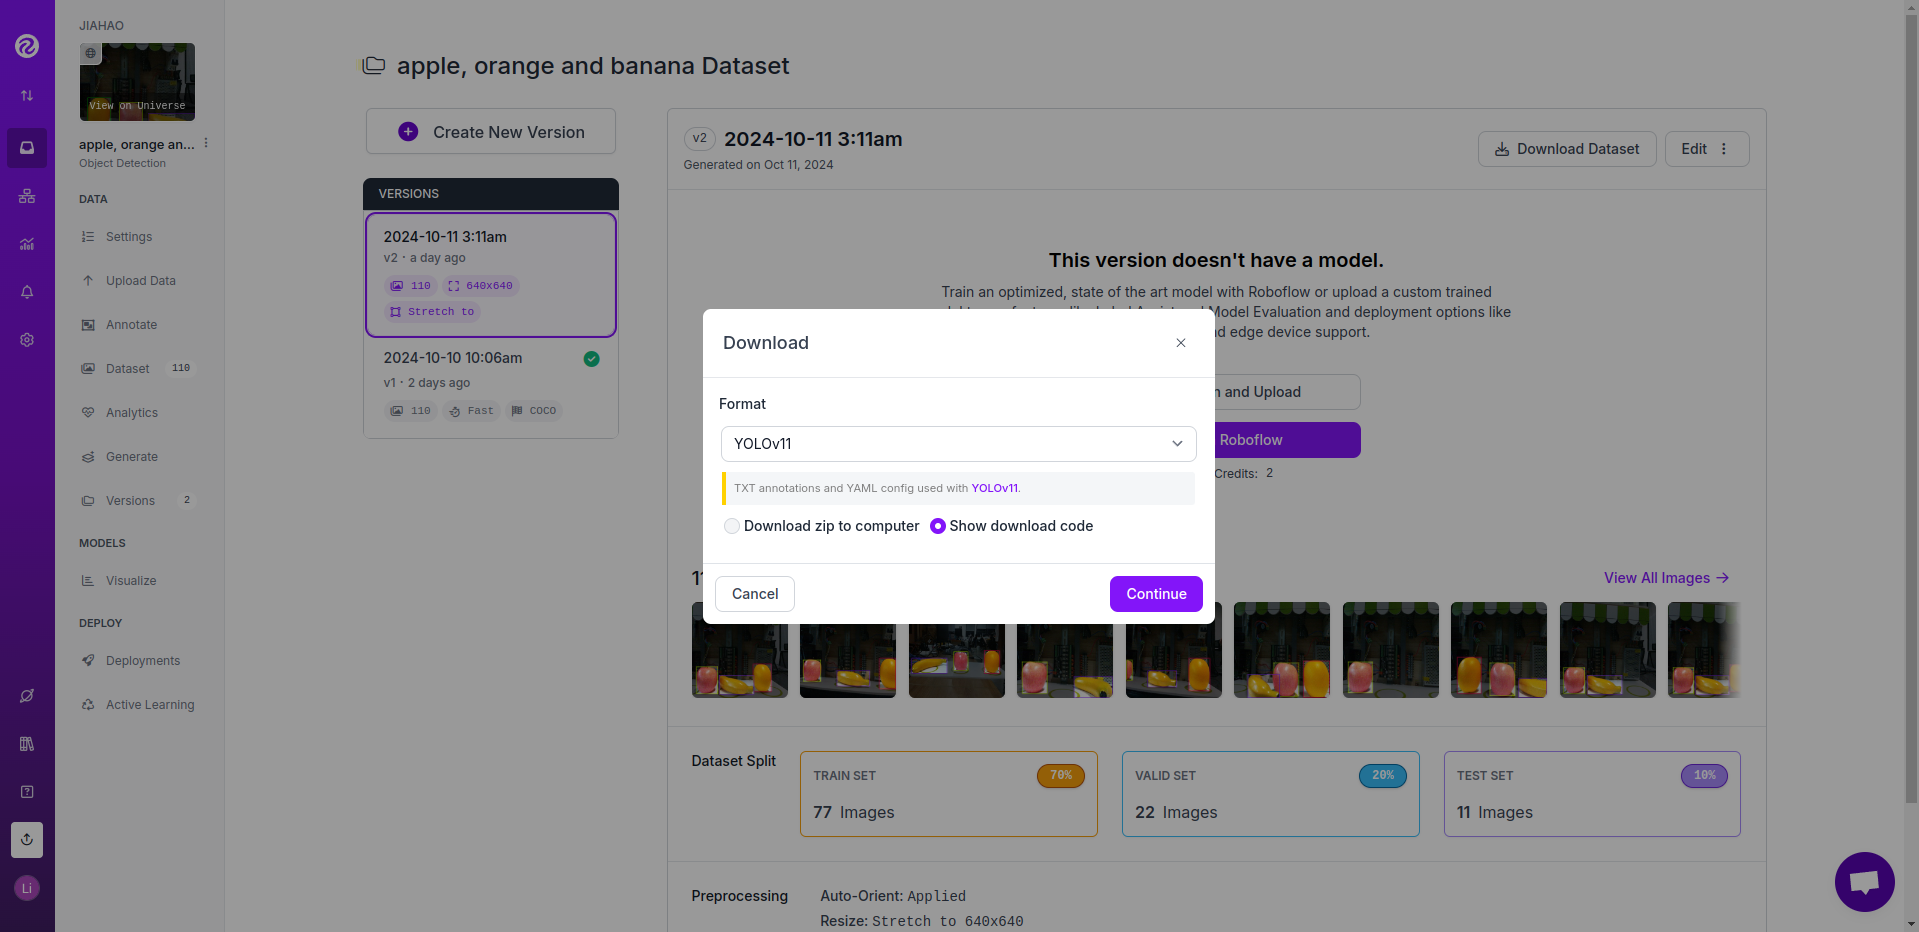 JIAHAO
View on Universe
apple, orange an...
Object Detection
DATA
Settings
Upload Data
Annotate
Dataset 110
Analytics
Generate
Versions 2
MODELS
Visualize
DEPLOY
Deployments
Active Learning
Li
apple, orange and banana Dataset
Create New Version
VERSIONS
2024-10-11 3:11am
v2 · a day ago
110 640x640
Stretch to
2024-10-10 10:06am
v1 · 2 days ago
110 Fast COCO
v2 2024-10-11 3:11am
Generated on Oct 11, 2024
Download Dataset
Edit
This version doesn't have a model.
Train an optimized, state of the art model with Roboflow or upload a custom trained
Model Evaluation and deployment options like
edge device support.
and Upload
Roboflow
Credits: 2
Download
Format
YOLOv11
TXT annotations and YAML config used with YOLOv11.
Download zip to computer Show download code
Cancel
Continue
View All Images →
Dataset Split
TRAIN SET 70%
77 Images
VALID SET 20%
22 Images
TEST SET 10%
11 Images
Preprocessing
Auto-Orient: Applied
Resize: Stretch to 640x640